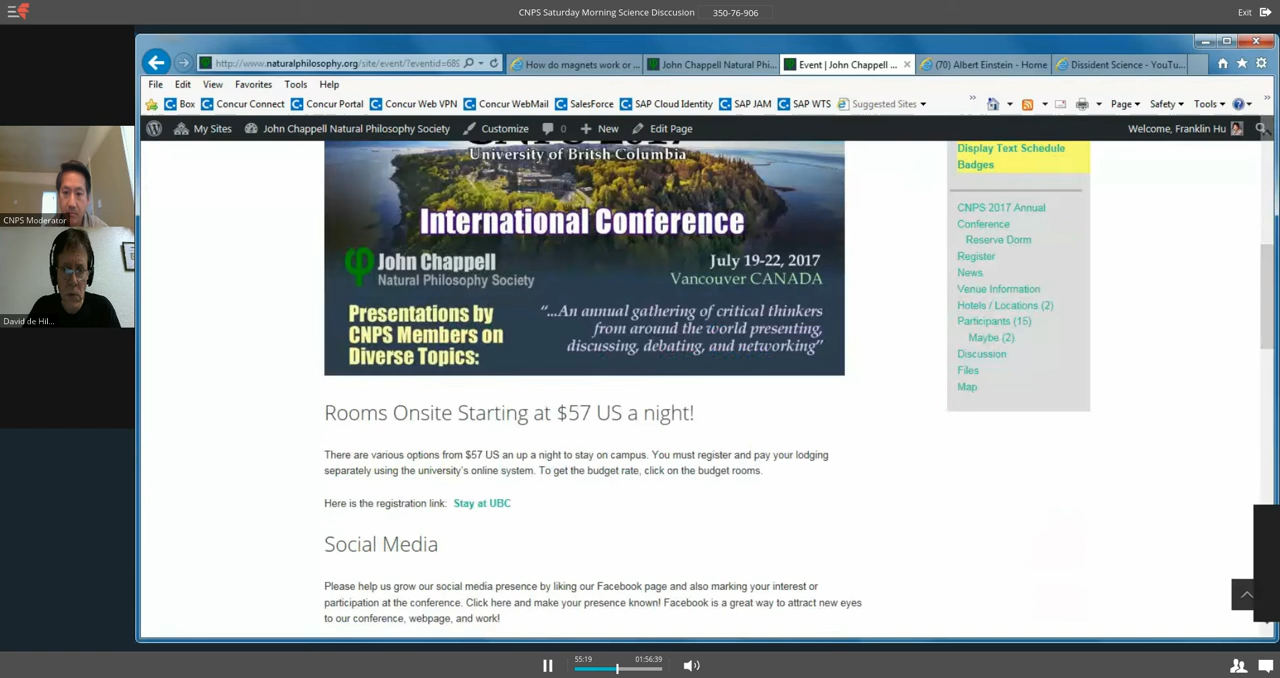 CNPS Saturday Morning Science Disccusion 350-76-906 Exit
http://www.naturalphilosophy.org/site/event/?eventid=689 How do magnets work or ... John Chappell Natural Phi... Event | John Chappell ... (70) Albert Einstein - Home Dissident Science - YouTu...
File Edit View Favorites Tools Help
Box Concur Connect Concur Portal Concur Web VPN Concur WebMail SalesForce SAP Cloud Identity SAP JAM SAP WTS Suggested Sites Page Safety Tools
My Sites John Chappell Natural Philosophy Society Customize 0 New Edit Page Welcome, Franklin Hu
CNPS Moderator
David de Hil...
University of Britsh Columbia
International Conference
John Chappell
Natural Philosophy Society
July 19-22, 2017
Vancouver CANADA
Presentations by
CNPS Members on
Diverse Topics:
“...An annual gathering of critical thinkers
from around the world presenting,
discussing, debating, and networking”
Display Text Schedule
Badges
CNPS 2017 Annual
Conference
Reserve Dorm
Register
News
Venue Information
Hotels / Locations (2)
Participants (15)
Maybe (2)
Discussion
Files
Map
Rooms Onsite Starting at $57 US a night!
There are various options from $57 US an up a night to stay on campus. You must register and pay your lodging
separately using the university's online system. To get the budget rate, click on the budget rooms.
Here is the registration link: Stay at UBC
Social Media
Please help us grow our social media presence by liking our Facebook page and also marking your interest or
participation at the conference. Click here and make your presence known! Facebook is a great way to attract new eyes
to our conference, webpage, and work!
55:19 01:56:39